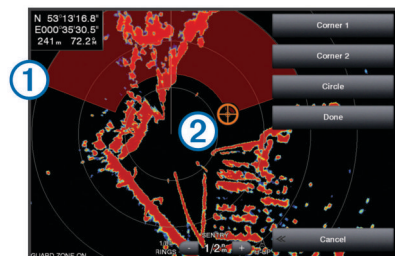 N 53°13'16.8"
E000°35'30.5"
241m 72.2
1
2
Corner 1
Corner 2
Circle
Done
SENTRY
RINGS
- 1/2 +
Cancel
GUARD ZONE ON